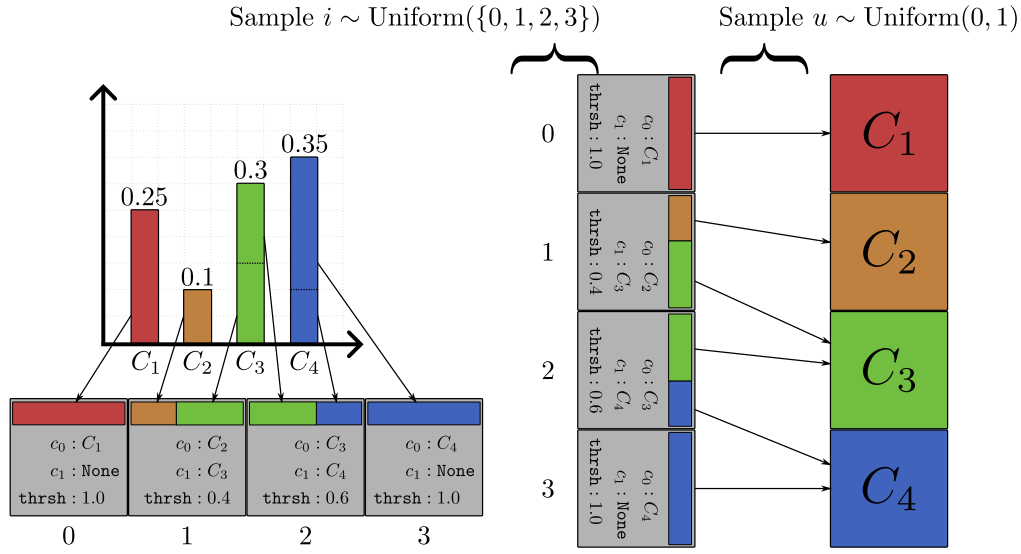 Sample i ∼ Uniform({0, 1, 2, 3})
Sample u ∼ Uniform(0, 1)
0.25
0.1
0.3
0.35
C₁
C₂
C₃
C₄
c₀ : C₁
c₁ : None
thrsh : 1.0
c₀ : C₂
c₁ : C₃
thrsh : 0.4
c₀ : C₃
c₁ : C₄
thrsh : 0.6
c₀ : C₄
c₁ : None
thrsh : 1.0
0
1
2
3
0
c₀ : C₁
c₁ : None
thrsh : 1.0
C₁
1
c₀ : C₂
c₁ : C₃
thrsh : 0.4
C₂
2
c₀ : C₃
c₁ : C₄
thrsh : 0.6
C₃
3
c₀ : C₄
c₁ : None
thrsh : 1.0
C₄